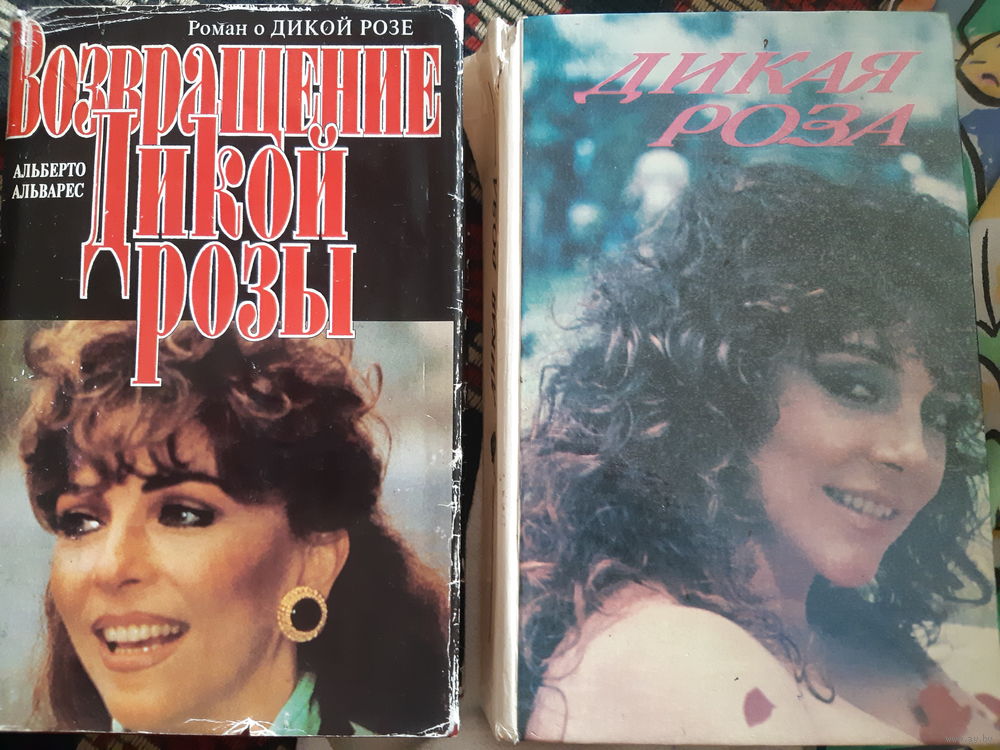 Роман о ДИКОЙ РОЗЕ
ВОЗВРАЩЕНИЕ
АЛЬБЕРТО
АЛЬВАРЕС
ДИКОЙ
РОЗЫ
ДИКАЯ
РОЗА